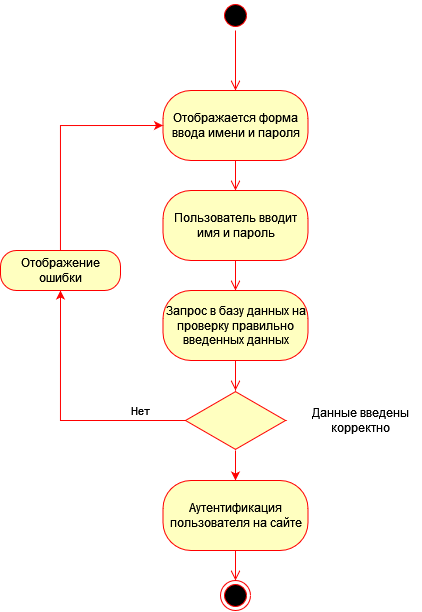 Отображается форма
ввода имени и пароля
Пользователь вводит
имя и пароль
Отображение
ошибки
Запрос в базу данных на
проверку правильно
введенных данных
Нет
Данные введены
корректно
Аутентификация
пользователя на сайте